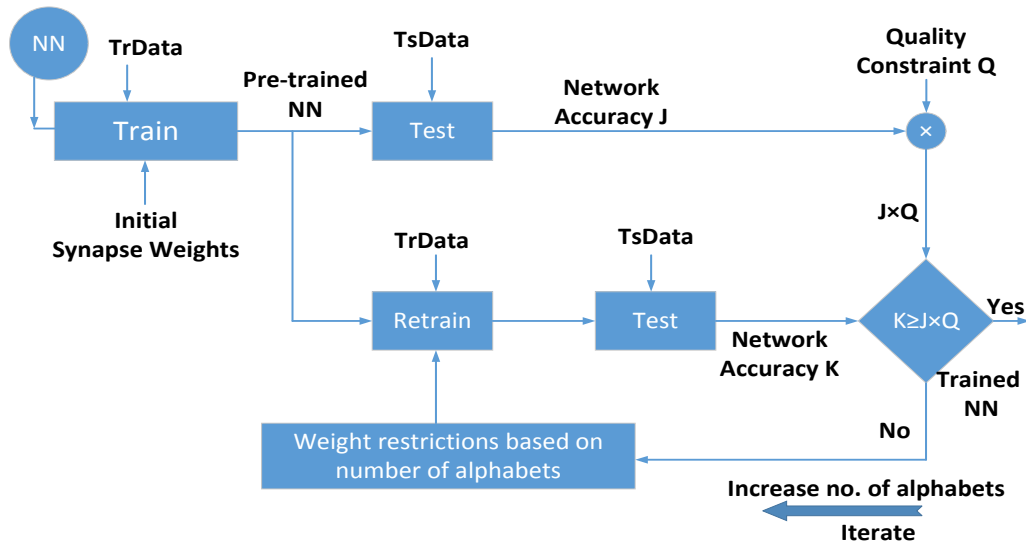 NN
TrData
TsData
Quality
Constraint Q
Pre-trained
NN
Network
Accuracy J
Train
Test
×
Initial
Synapse Weights
J×Q
TrData
TsData
Retrain
Test
K≥J×Q
Yes
Network
Accuracy K
Trained
NN
No
Weight restrictions based on
number of alphabets
Increase no. of alphabets
Iterate